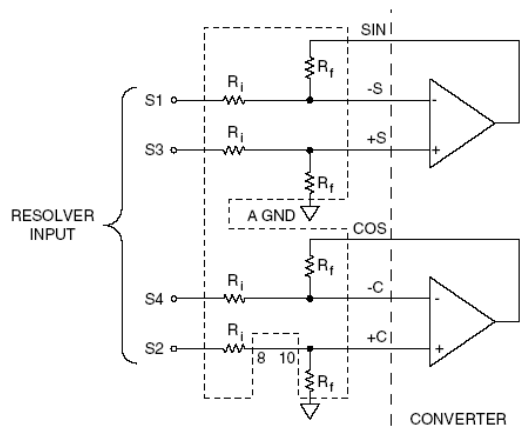 SIN
Rf
-S
S1
Ri
-
S3
Ri
+S
+
Rf
RESOLVER
INPUT
A GND
COS
Rf
-C
S4
Ri
-
S2
Ri
8 10
+C
+
Rf
CONVERTER